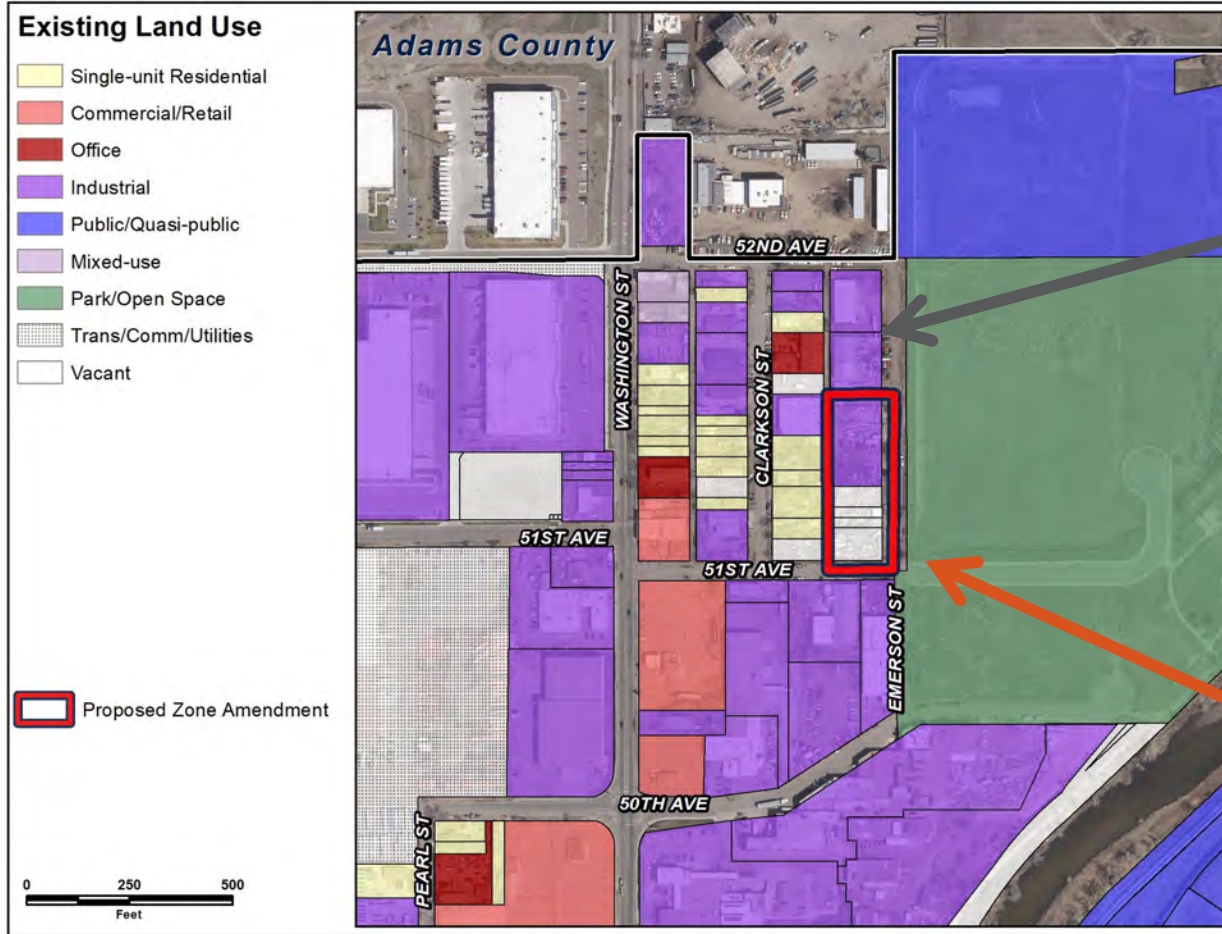 Existing Land Use
Single-unit Residential
Commercial/Retail
Office
Industrial
Public/Quasi-public
Mixed-use
Park/Open Space
Trans/Comm/Utilities
Vacant
Proposed Zone Amendment
0 250 500
Feet
Adams County
52ND AVE
WASHINGTON ST
CLARKSON ST
51ST AVE
51ST AVE
EMERSON ST
50TH AVE
PEARL ST